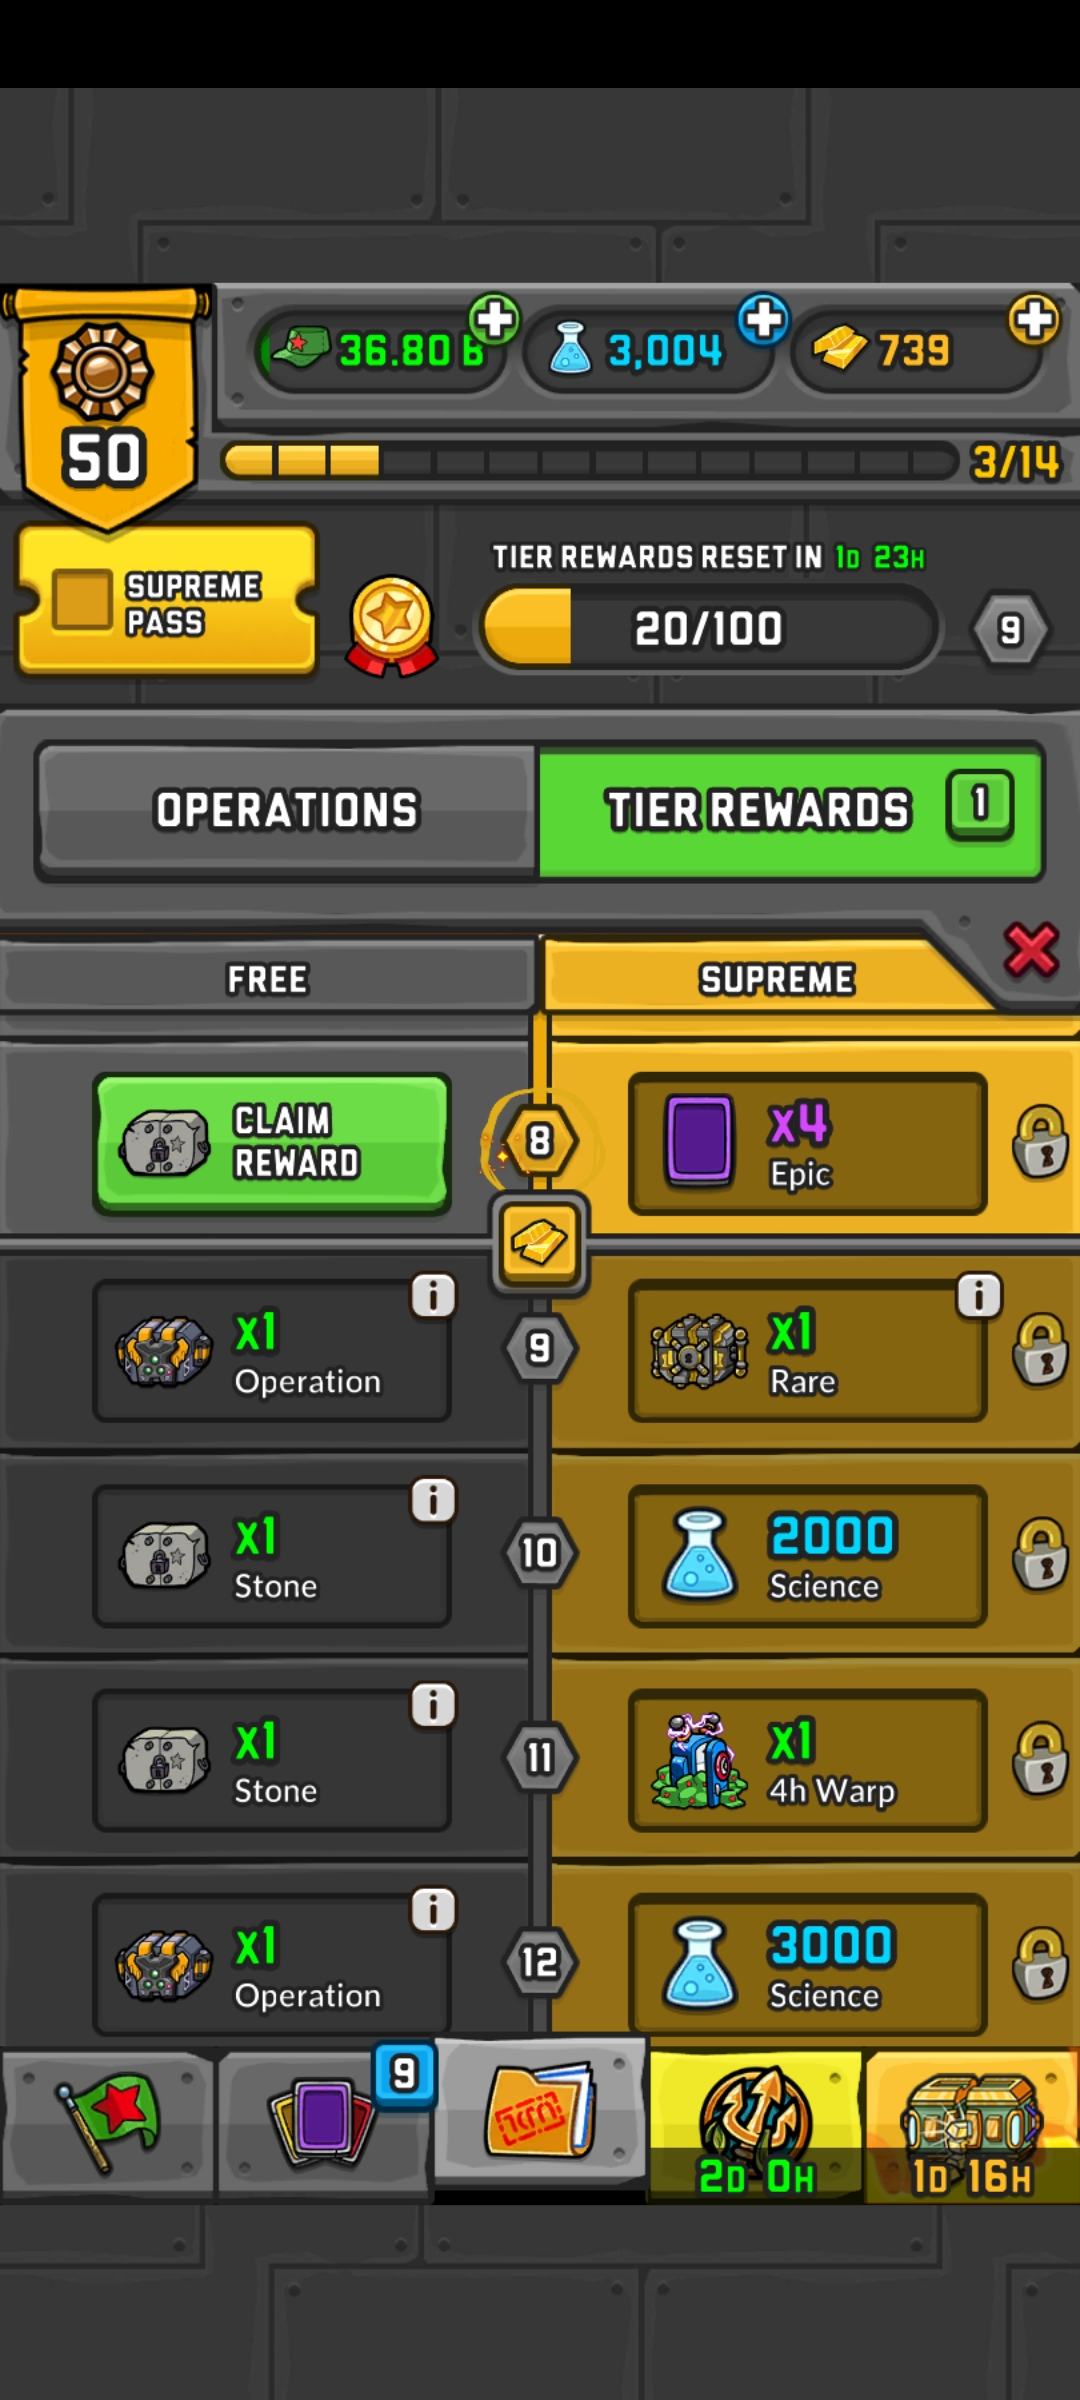 36.80 B
3,004
739
50
3/14
SUPREME
PASS
TIER REWARDS RESET IN 1D 23H
20/100
9
OPERATIONS
TIER REWARDS
1
FREE
SUPREME
CLAIM
REWARD
8
x4
Epic
x1
Operation
i
9
x1
Rare
i
x1
Stone
i
10
2000
Science
x1
Stone
i
11
x1
4h Warp
x1
Operation
i
12
3000
Science
9
2D 0H
1D 16H